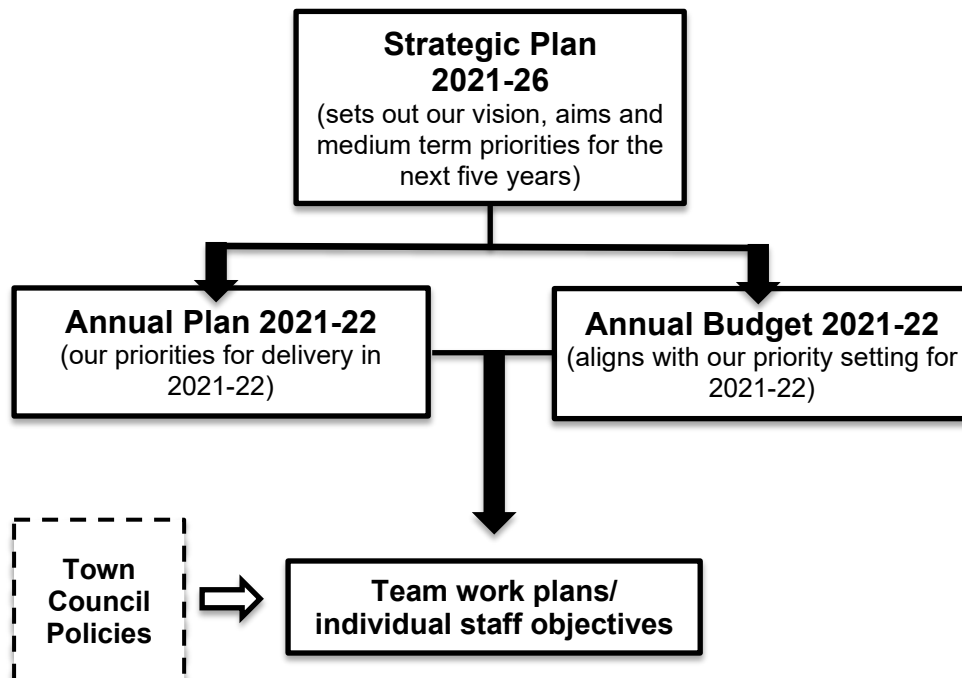 Strategic Plan
2021-26
(sets out our vision, aims and
medium term priorities for the
next five years)
Annual Plan 2021-22
(our priorities for delivery in
2021-22)
Annual Budget 2021-22
(aligns with our priority setting for
2021-22)
Town
Council
Policies
Team work plans/
individual staff objectives